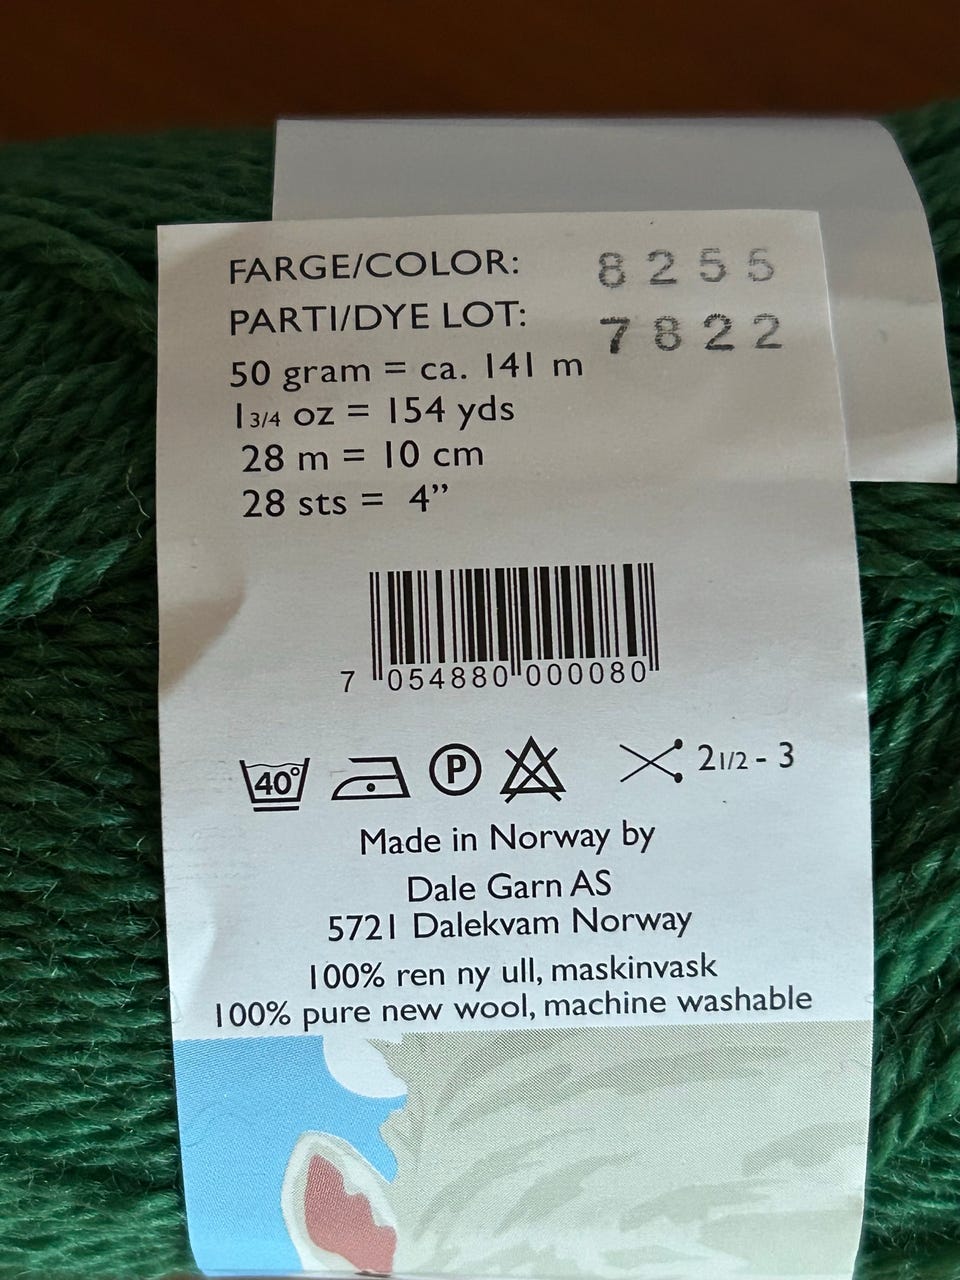 FARGE/COLOR: 8255
PARTI/DYE LOT: 7822
50 gram = ca. 141 m
1 3/4 oz = 154 yds
28 m = 10 cm
28 sts = 4”
7 054880 000080
40° P 2 1/2 - 3
Made in Norway by
Dale Garn AS
5721 Dalekvam Norway
100% ren ny ull, maskinvask
100% pure new wool, machine washable